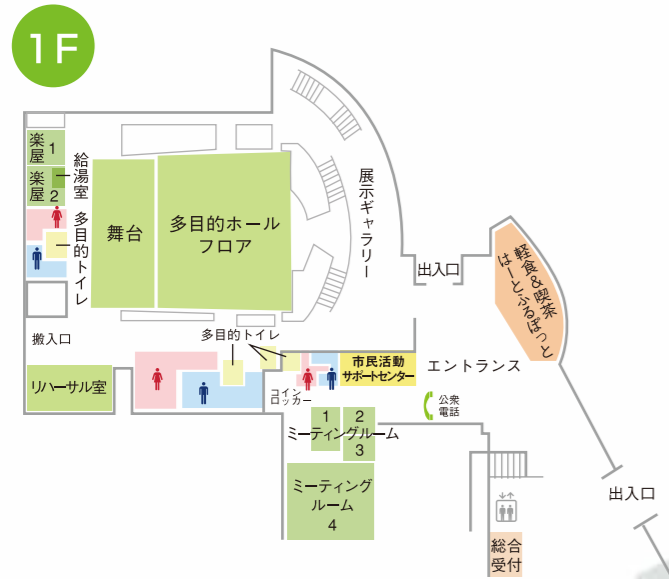 1F
楽屋 1
楽屋 2
給湯室
多目的トイレ
舞台
多目的ホール
フロア
展示ギャラリー
出入口
軽食&喫茶
はーとふるぽっと
搬入口
多目的トイレ
リハーサル室
コイン
ロッカー
市民活動
サポートセンター
エントランス
公衆
電話
1
2
ミーティングルーム
3
ミーティング
ルーム
4
出入口
総合
受付